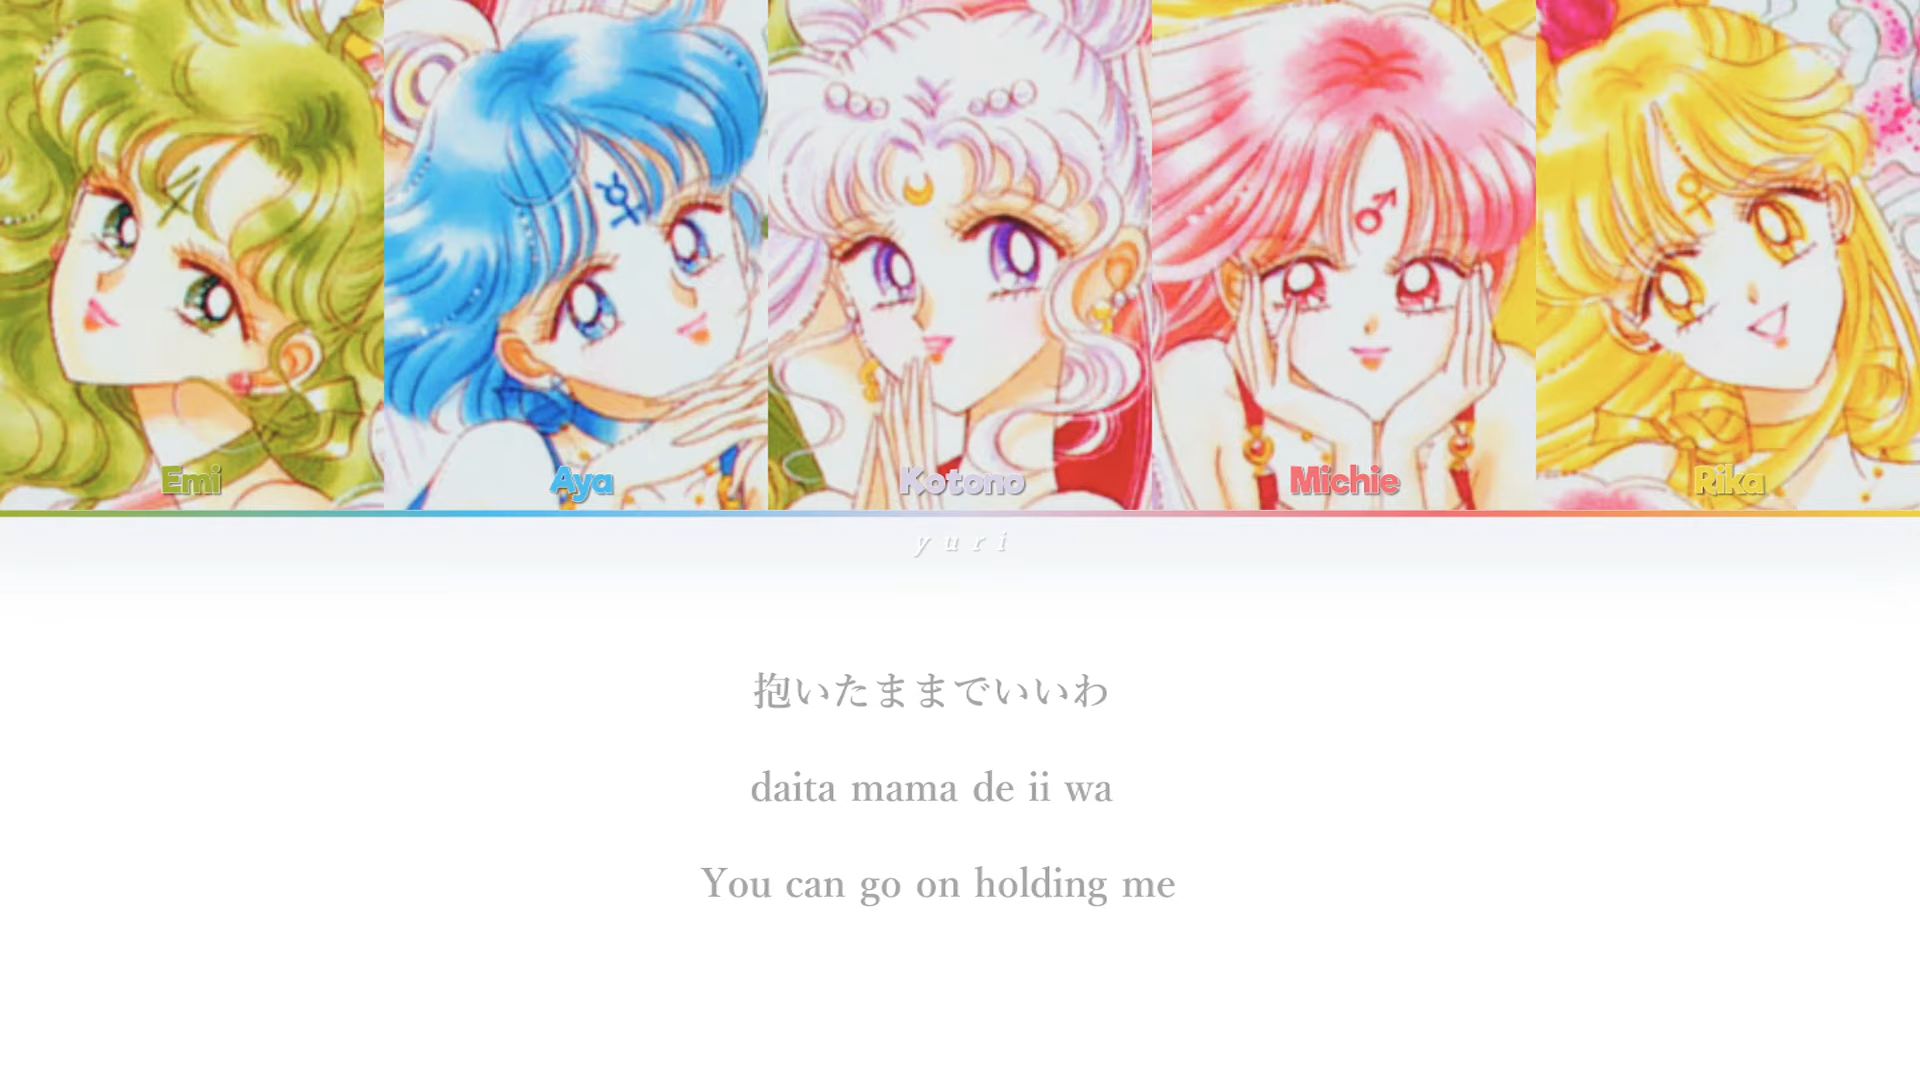 Emi Aya Kotono Michie Rika
yuri
抱いたままでいいわ
daita mama de ii wa
You can go on holding me